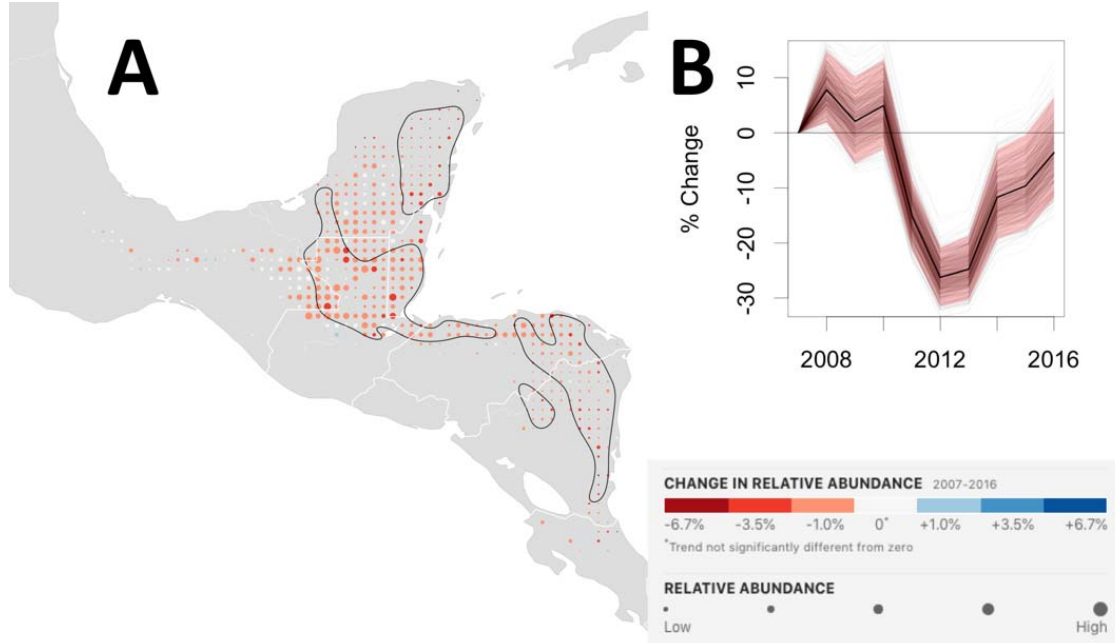 A
B
% Change
10
0
-10
-20
-30
2008
2012
2016
CHANGE IN RELATIVE ABUNDANCE 2007-2016
-6.7% -3.5% -1.0% 0* +1.0% +3.5% +6.7%
*Trend not significantly different from zero
RELATIVE ABUNDANCE
Low High